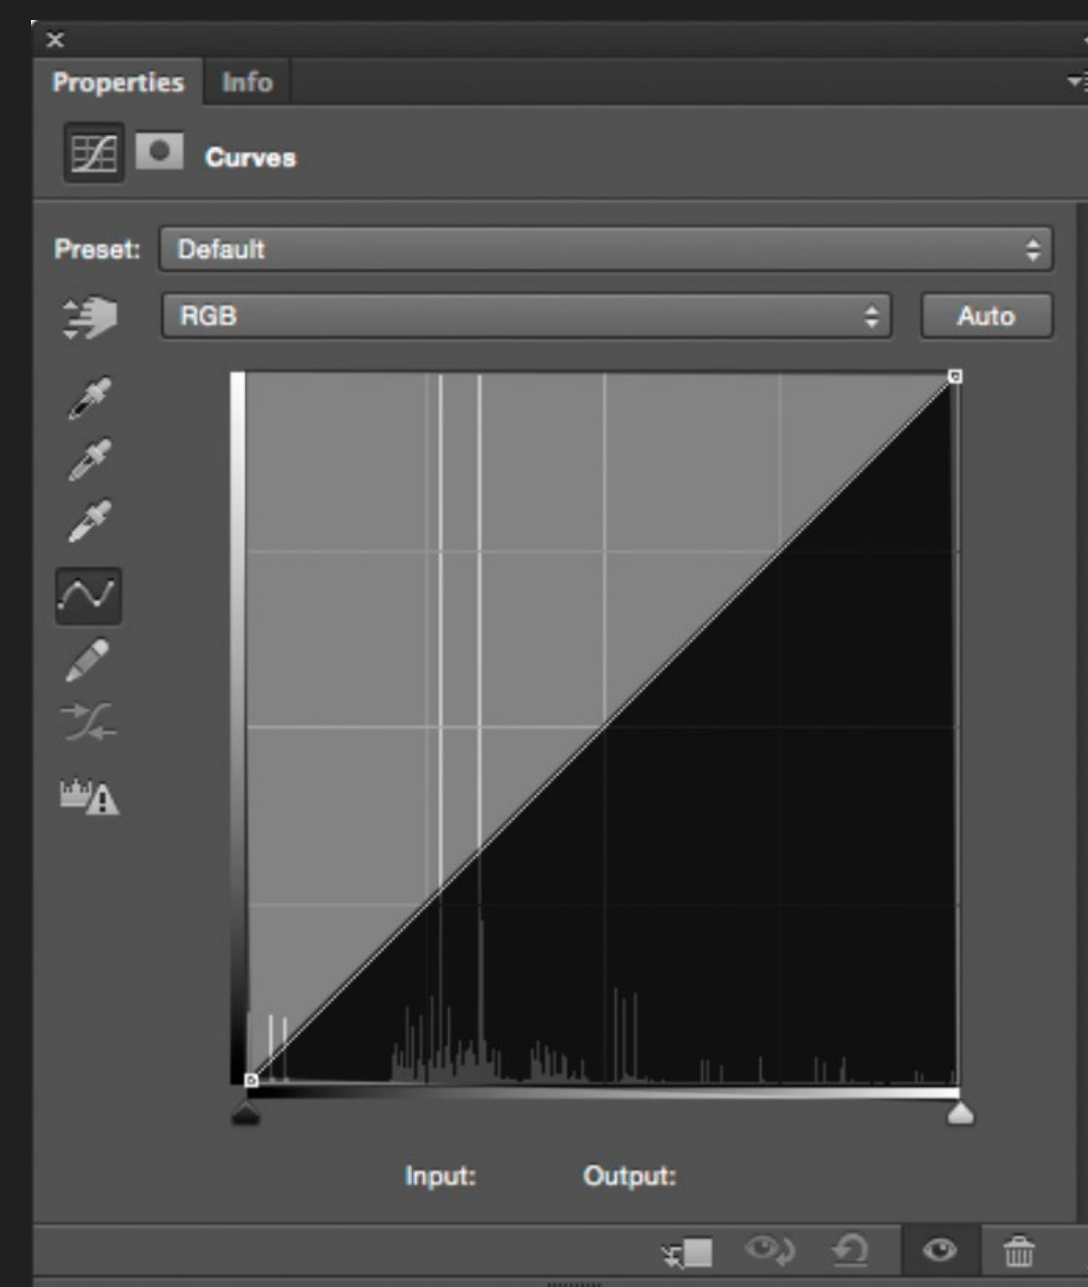 Properties Info
Curves
Preset: Default
RGB Auto
Input: Output: